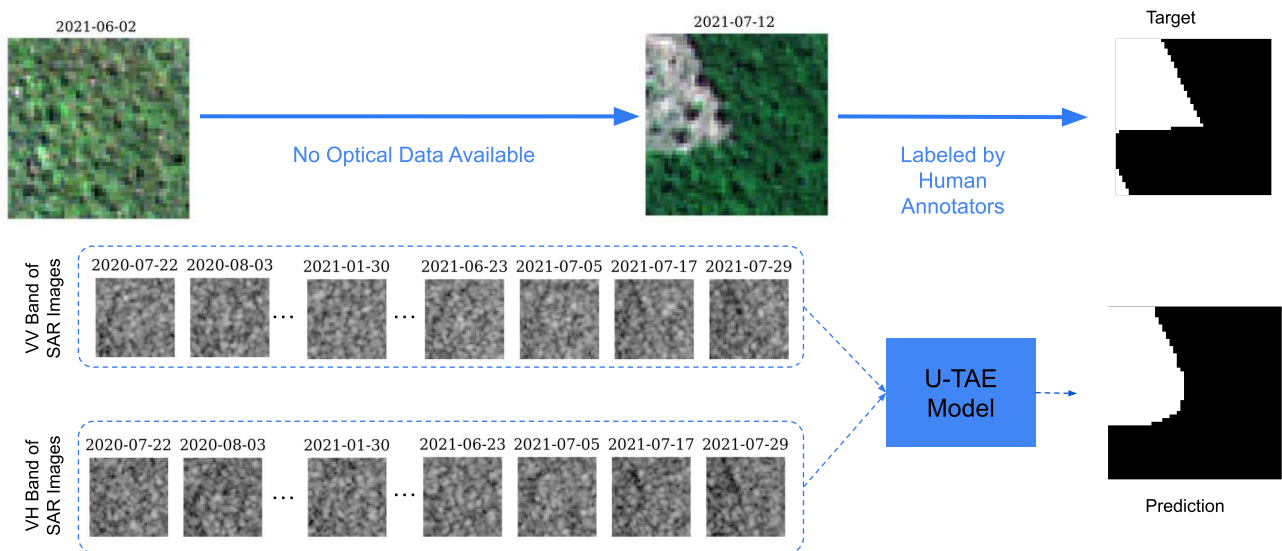 2021-06-02
2021-07-12
Target
No Optical Data Available
Labeled by
Human
Annotators
VV Band of
SAR Images
2020-07-22
2020-08-03
...
2021-01-30
...
2021-06-23
2021-07-05
2021-07-17
2021-07-29
U-TAE
Model
VH Band of
SAR Images
2020-07-22
2020-08-03
...
2021-01-30
...
2021-06-23
2021-07-05
2021-07-17
2021-07-29
Prediction